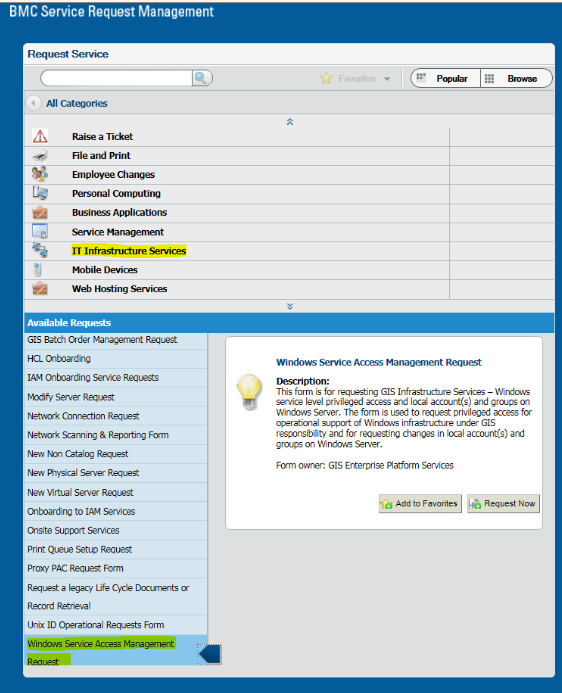 BMC Service Request Management
Request Service
Favorites
Popular
Browse
All Categories
Raise a Ticket
File and Print
Employee Changes
Personal Computing
Business Applications
Service Management
IT Infrastructure Services
Mobile Devices
Web Hosting Services
Available Requests
GIS Batch Order Management Request
HCL Onboarding
IAM Onboarding Service Requests
Modify Server Request
Network Connection Request
Network Scanning & Reporting Form
New Non Catalog Request
New Physical Server Request
New Virtual Server Request
Onboarding to IAM Services
Onsite Support Services
Print Queue Setup Request
Proxy PAC Request Form
Request a legacy Life Cycle Documents or
Record Retrieval
Unix ID Operational Requests Form
Windows Service Access Management
Request
Windows Service Access Management Request
Description:
This form is for requesting GIS Infrastructure Services – Windows
service level privileged access and local account(s) and groups on
Windows Server. The form is used to request privileged access for
operational support of Windows infrastructure under GIS
responsibility and for requesting changes in local account(s) and
groups on Windows Server.
Form owner: GIS Enterprise Platform Services
Add to Favorites
Request Now